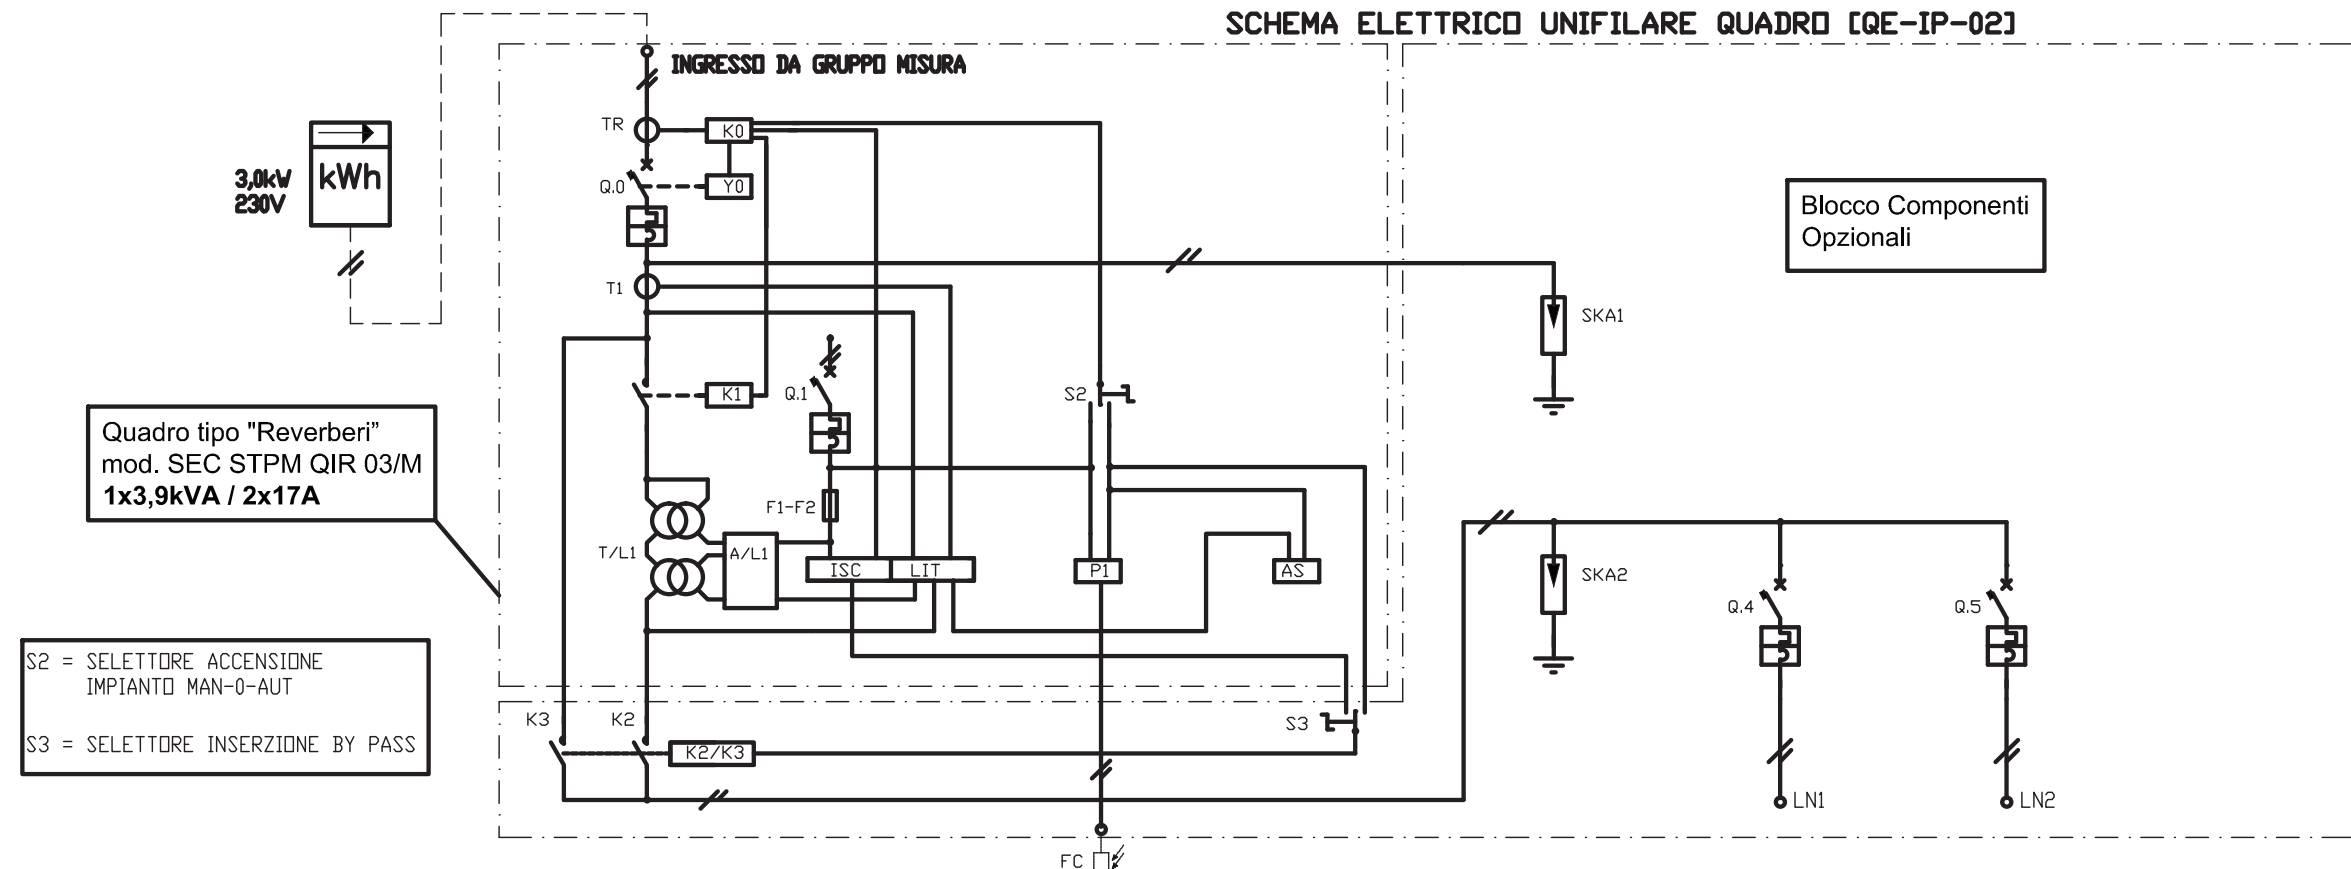 SCHEMA ELETTRICO UNIFILARE QUADRO [QE-IP-02]
INGRESSO DA GRUPPO MISURA
TR
K0
3,0kW
230V
kWh
Q.0
Y0
Blocco Componenti
Opzionali
T1
SKA1
K1
Q.1
S2
Quadro tipo "Reverberi”
mod. SEC STPM QIR 03/M
1x3,9kVA / 2x17A
F1-F2
T/L1
A/L1
ISC
LIT
P1
AS
SKA2
Q.4
Q.5
S2 = SELETTORE ACCENSIONE
IMPIANTO MAN-0-AUT
S3 = SELETTORE INSERZIONE BY PASS
K3
K2
S3
K2/K3
LN1
LN2
FC